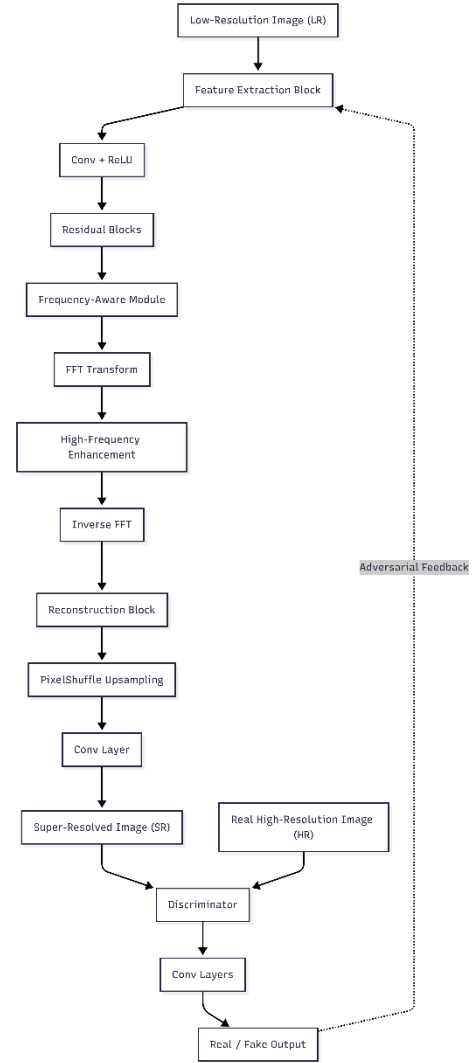 Low-Resolution Image (LR)
Feature Extraction Block
Conv + ReLU
Residual Blocks
Frequency-Aware Module
FFT Transform
High-Frequency
Enhancement
Inverse FFT
Adversarial Feedback
Reconstruction Block
PixelShuffle Upsampling
Conv Layer
Super-Resolved Image (SR)
Real High-Resolution Image
(HR)
Discriminator
Conv Layers
Real / Fake Output